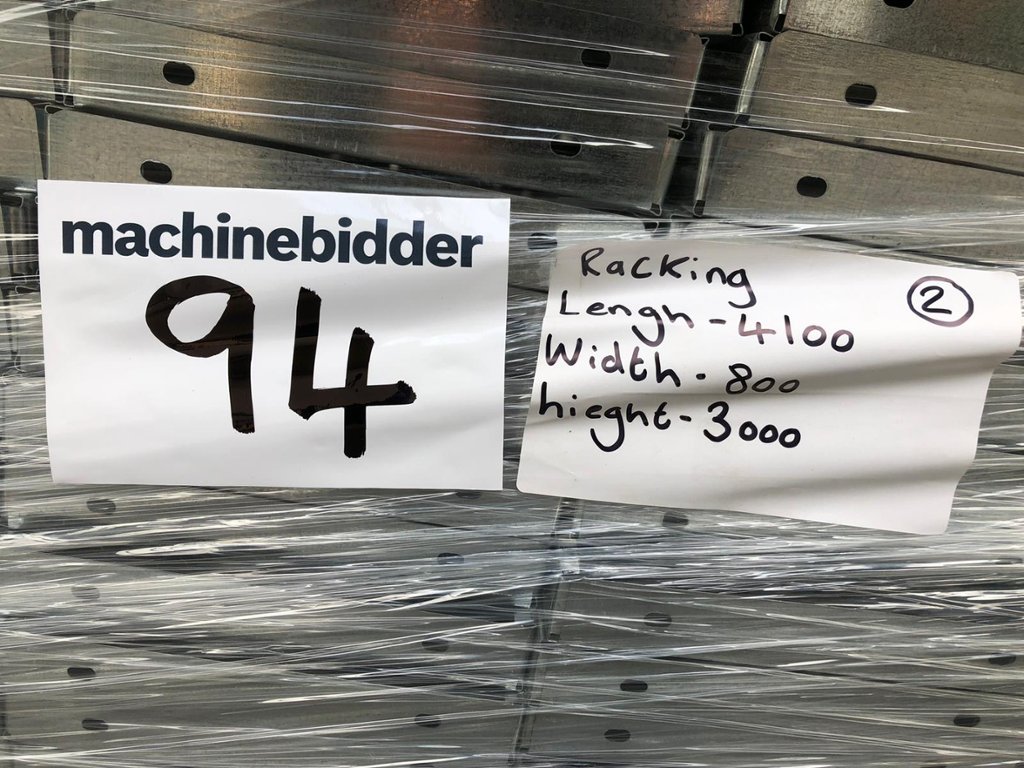 machinebidder
94
Racking
②
Lengh - 4100
Width - 800
hieght - 3000